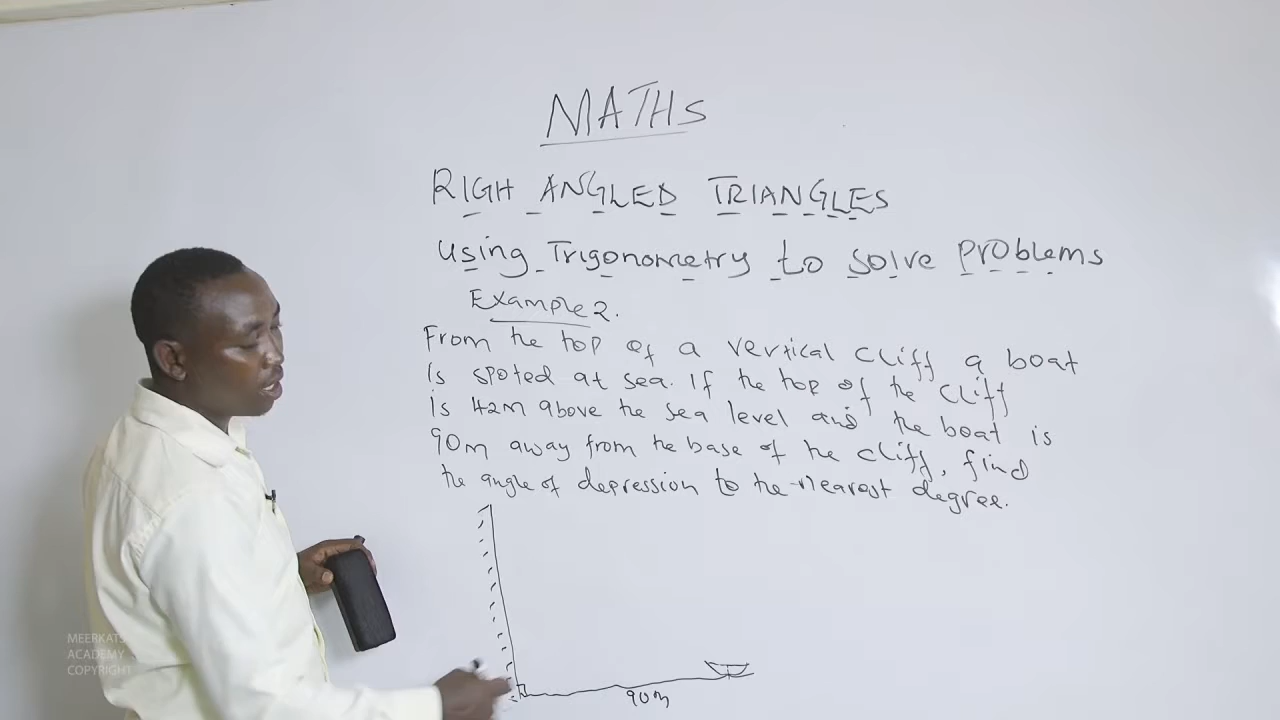 MATHS
RIGH ANGLED TRIANGLES
Using Trigonometry to solve problems
Example 2.
From the top of a vertical cliff a boat
is spoted at sea. If the top of the cliff
is 42m above the sea level and the boat is
90m away from the base of the cliff, find
the angle of depression to the nearest degree.
90m
MEERKATS
ACADEMY
COPYRIGHT